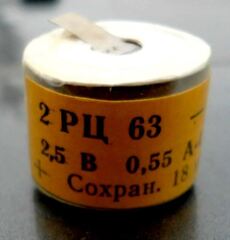 2 РЦ 63 –
2,5 В 0,55 А.
+ Сохран. 18